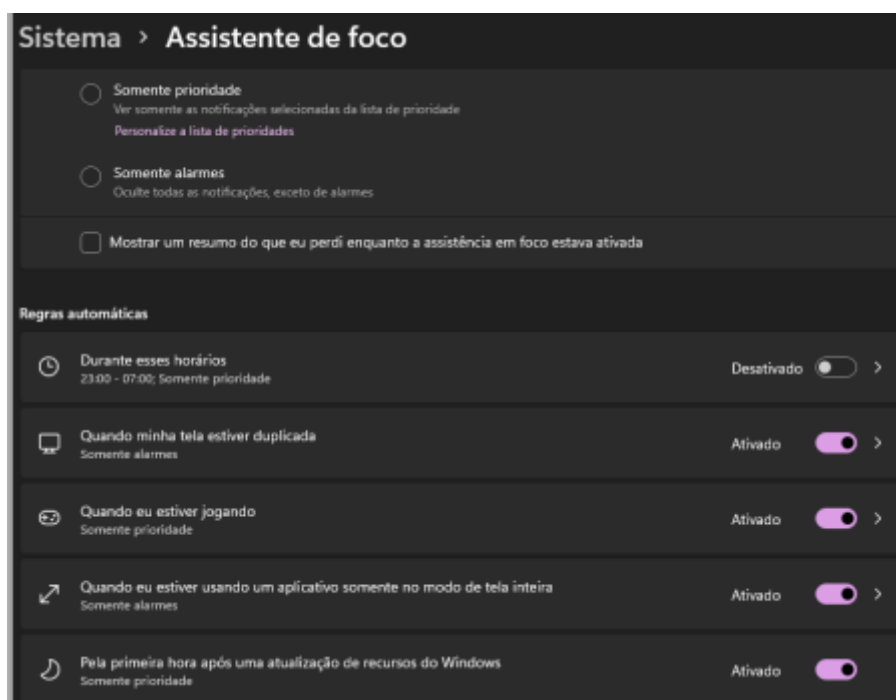 Sistema > Assistente de foco
Somente prioridade
Ver somente as notificações selecionadas da lista de prioridade
Personalize a lista de prioridades
Somente alarmes
Oculte todas as notificações, exceto de alarmes
Mostrar um resumo do que eu perdi enquanto a assistência em foco estava ativada
Regras automáticas
Durante esses horários
23:00 - 07:00; Somente prioridade
Desativado
Quando minha tela estiver duplicada
Somente alarmes
Ativado
Quando eu estiver jogando
Somente prioridade
Ativado
Quando eu estiver usando um aplicativo somente no modo de tela inteira
Somente alarmes
Ativado
Pela primeira hora após uma atualização de recursos do Windows
Somente prioridade
Ativado